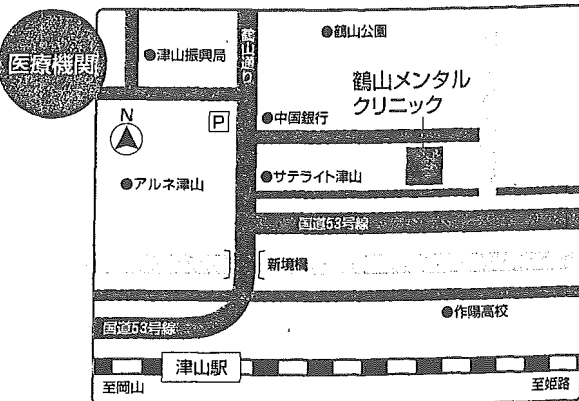 医療機関
津山振興局
鶴山通り
鶴山公園
鶴山メンタル
クリニック
N
P
中国銀行
アルネ津山
サテライト津山
国道53号線
新境橋
作陽高校
国道53号線
津山駅
至岡山
至姫路